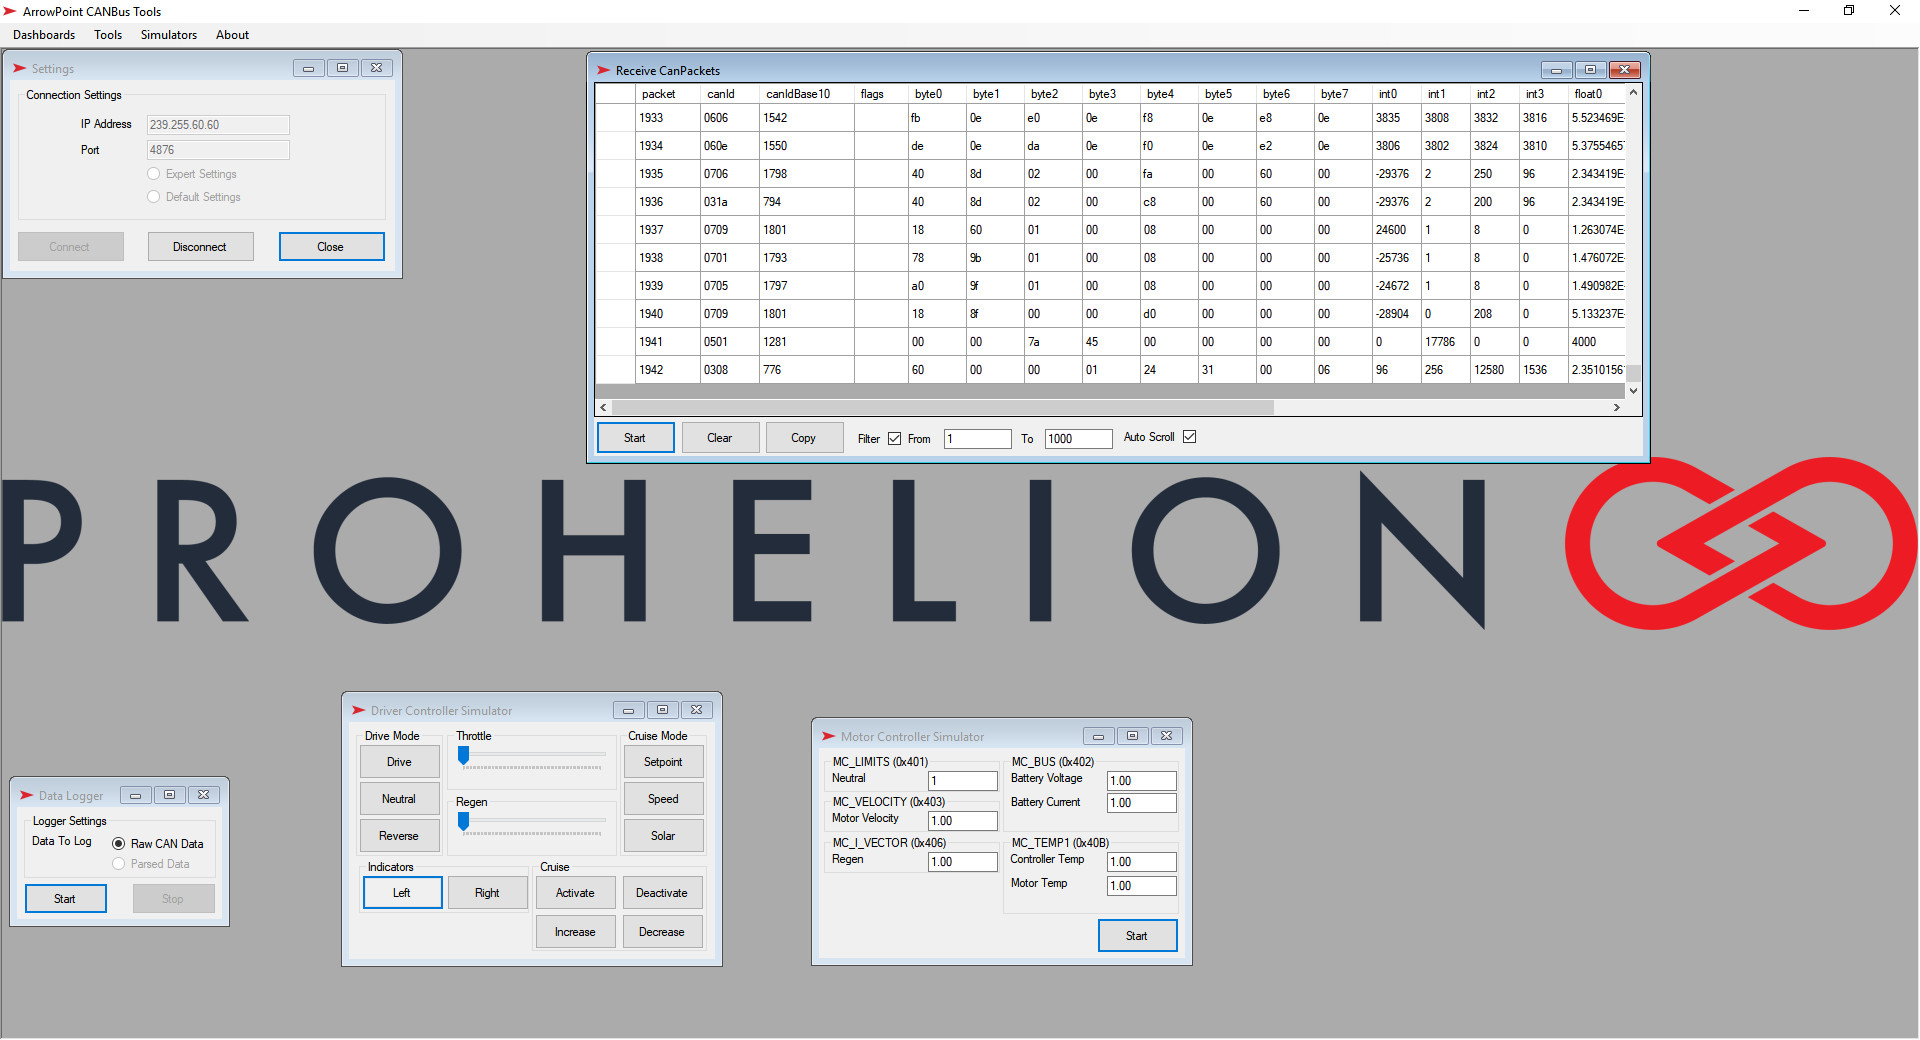 ArrowPoint CANBus Tools
Dashboards Tools Simulators About
Settings
Connection Settings
IP Address 239.255.60.60
Port 4876
Expert Settings
Default Settings
Connect Disconnect Close
Receive CanPackets
packet canId canIdBase10 flags byte0 byte1 byte2 byte3 byte4 byte5 byte6 byte7 int0 int1 int2 int3 float0
1933 0606 1542 fb 0e e0 0e f8 0e e8 0e 3835 3808 3832 3816 5.523469E-
1934 060e 1550 de 0e da 0e f0 0e e2 0e 3806 3802 3824 3810 5.3755465
1935 0706 1798 40 8d 02 00 fa 00 60 00 -29376 2 250 96 2.343419E-
1936 031a 794 40 8d 02 00 c8 00 60 00 -29376 2 200 96 2.343419E-
1937 0709 1801 18 60 01 00 08 00 00 00 24600 1 8 0 1.263074E-
1938 0701 1793 78 9b 01 00 08 00 00 00 -25736 1 8 0 1.476072E-
1939 0705 1797 a0 9f 01 00 08 00 00 00 -24672 1 8 0 1.490982E-
1940 0709 1801 18 8f 00 00 d0 00 00 00 -28904 0 208 0 5.133237E-
1941 0501 1281 00 00 7a 45 00 00 00 00 0 17786 0 0 4000
1942 0308 776 60 00 00 01 24 31 00 06 96 256 12580 1536 2.3510156
Start Clear Copy Filter From 1 To 1000 Auto Scroll
PROHELION
Driver Controller Simulator
Drive Mode Throttle Cruise Mode
Drive Setpoint
Neutral Regen Speed
Reverse Solar
Indicators Cruise
Left Right Activate Deactivate
Increase Decrease
Motor Controller Simulator
MC_LIMITS (0x401) MC_BUS (0x402)
Neutral 1 Battery Voltage 1.00
MC_VELOCITY (0x403) Battery Current 1.00
Motor Velocity 1.00
MC_I_VECTOR (0x406) MC_TEMP1 (0x40B)
Regen 1.00 Controller Temp 1.00
Motor Temp 1.00
Start
Data Logger
Logger Settings
Data To Log Raw CAN Data
Parsed Data
Start Stop